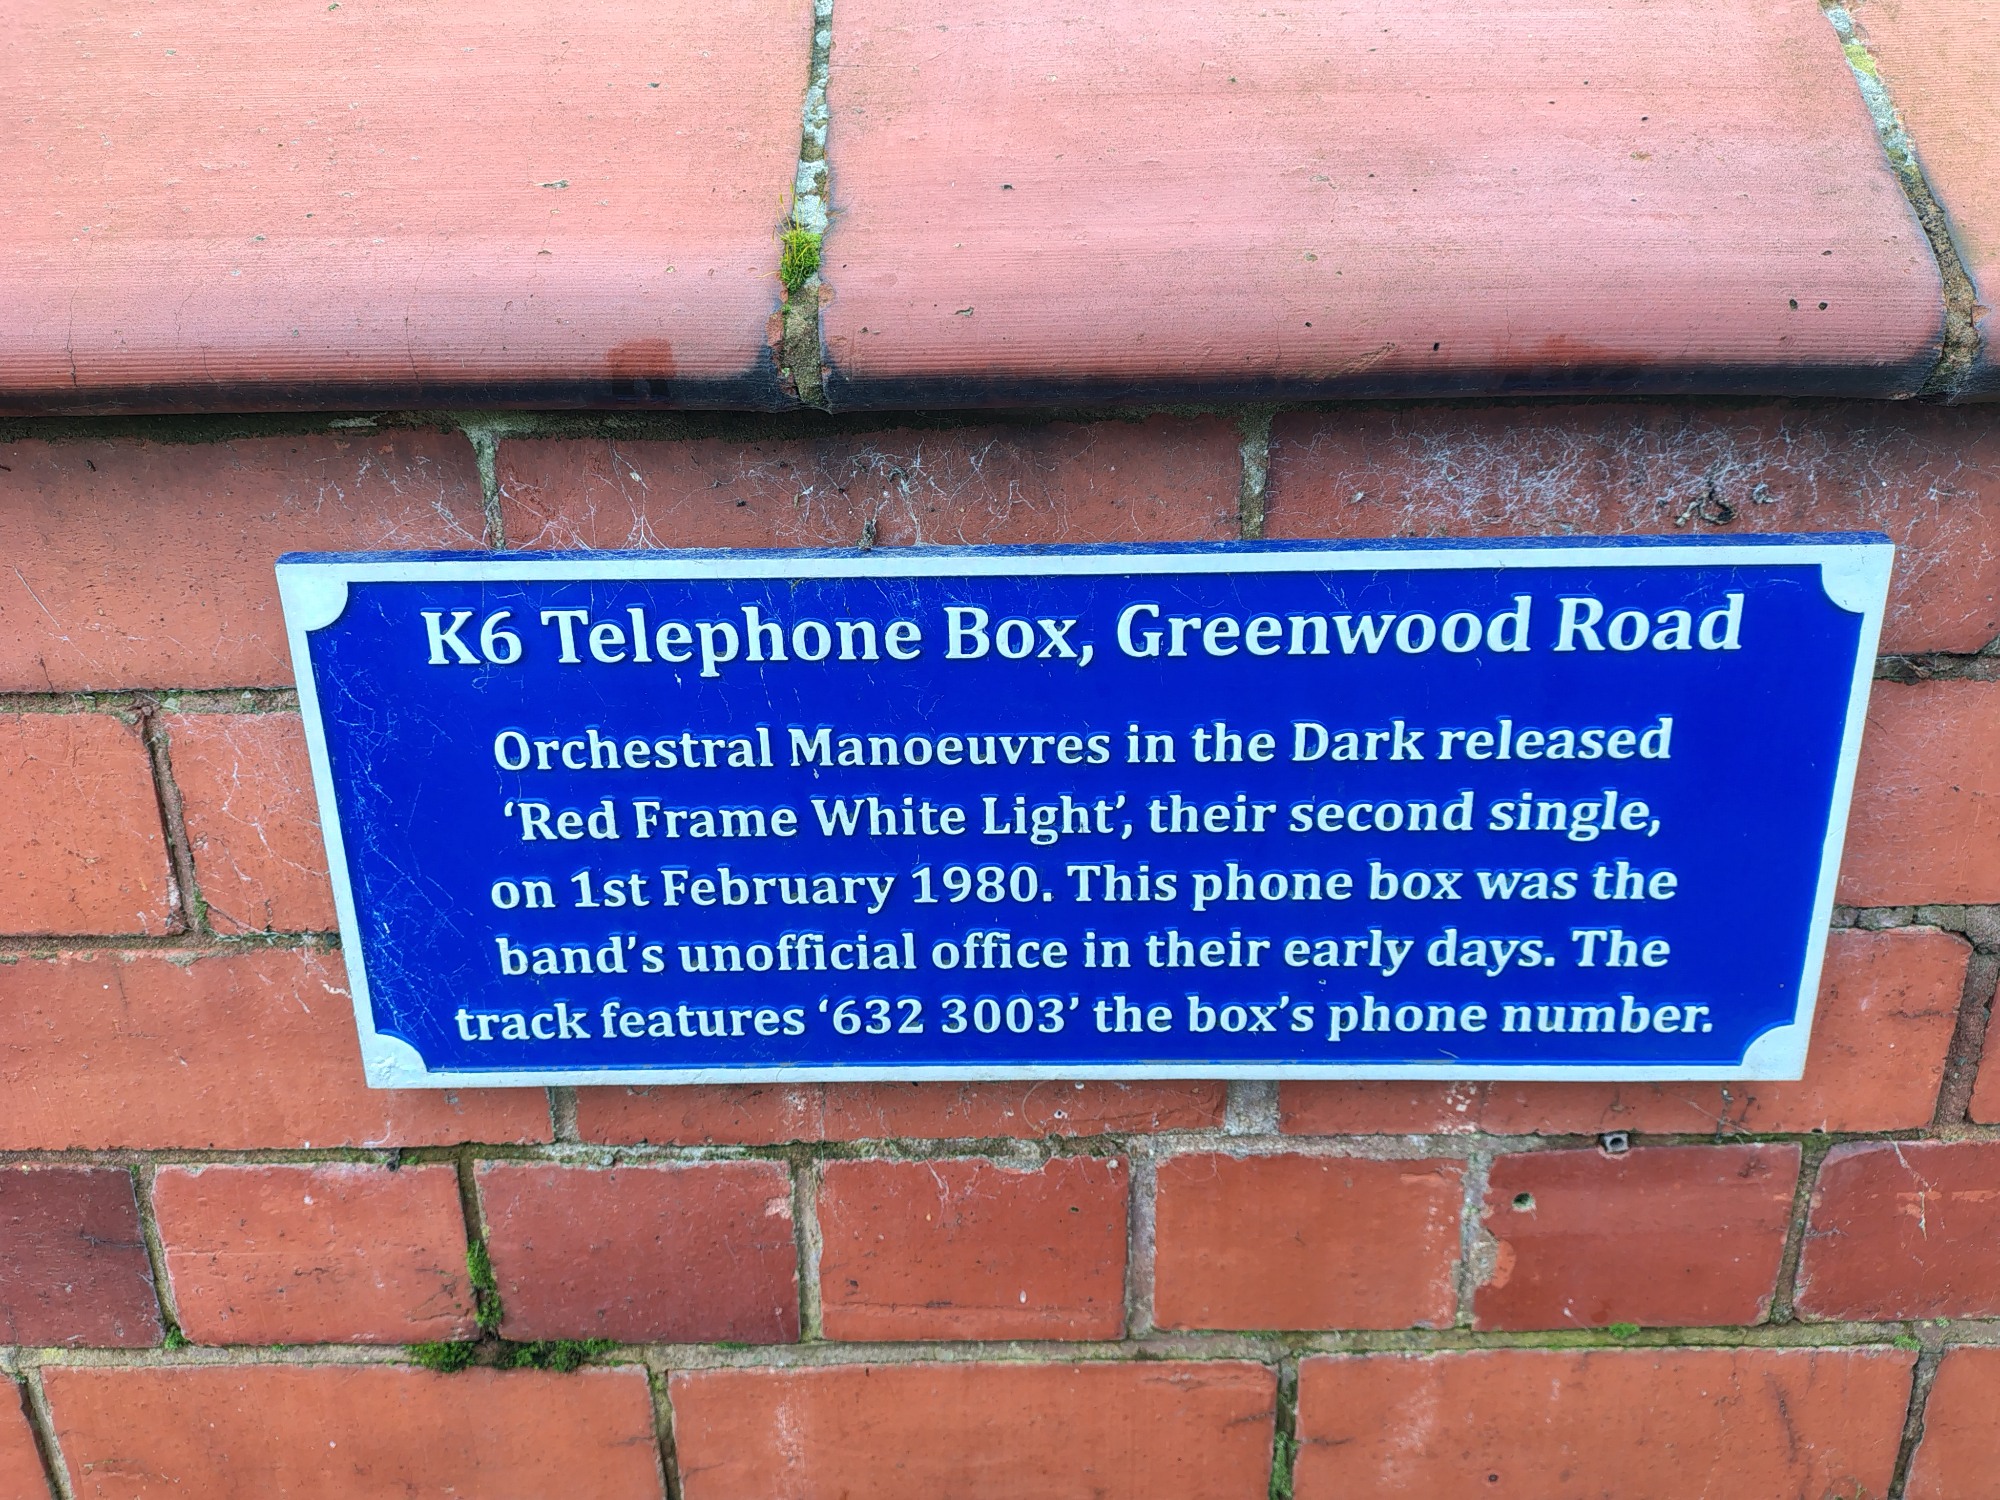 K6 Telephone Box, Greenwood Road
Orchestral Manoeuvres in the Dark released
‘Red Frame White Light’, their second single,
on 1st February 1980. This phone box was the
band’s unofficial office in their early days. The
track features ‘632 3003’ the box’s phone number.